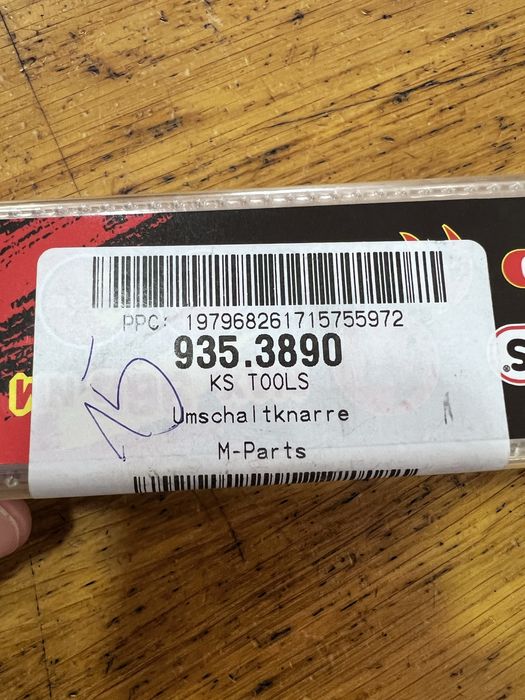 PPC: 197968261715755972
935.3890
KS TOOLS
Umschaltknarre
M-Parts
15